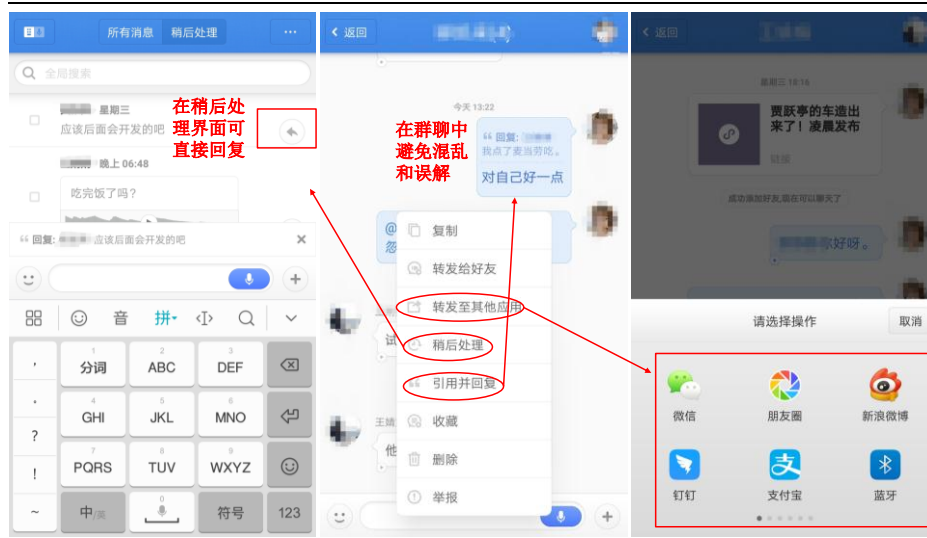 所有消息 稍后处理
全局搜索
星期三
应该后面会开发的吧
在稍后处
理界面可
直接回复
晚上 06:48
吃完饭了吗？
回复: 应该后面会开发的吧
音 拼
，
。
？
！
～
1
分词
2
ABC
3
DEF
4
GHI
5
JKL
6
MNO
7
PQRS
8
TUV
9
WXYZ
中/英
0
符号
123
返回
今天 13:22
在群聊中
避免混乱
和误解
回复:
我点了麦当劳吃。
对自己好一点
@
复制
转发给好友
转发至其他应用
稍后处理
引用并回复
收藏
删除
举报
试
他
返回
星期三 18:16
贾跃亭的车造出
来了！凌晨发布
链接
成功添加好友,现在可以聊天了
你好呀。
请选择操作
取消
微信
朋友圈
新浪微博
钉钉
支付宝
蓝牙